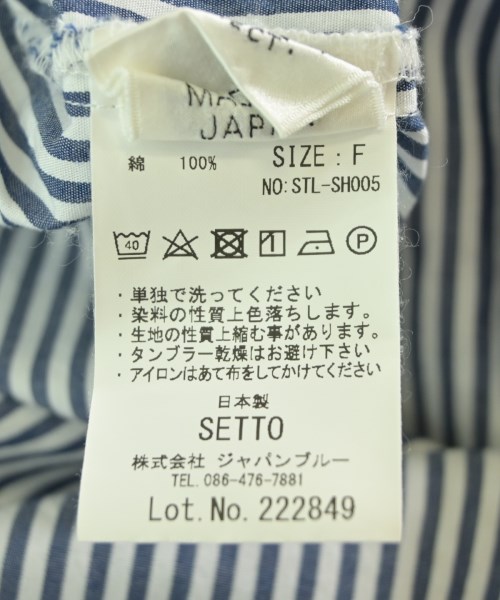 JAPAN
綿 100% SIZE : F
NO:STL-SH005
40
P
・単独で洗ってください
・染料の性質上色落ちします。
・生地の性質上縮む事があります。
・タンブラー乾燥はお避け下さい
・アイロンはあて布をしてかけてください
日本製
SETTO
株式会社 ジャパンブルー
TEL. 086-476-7881
Lot.No. 222849